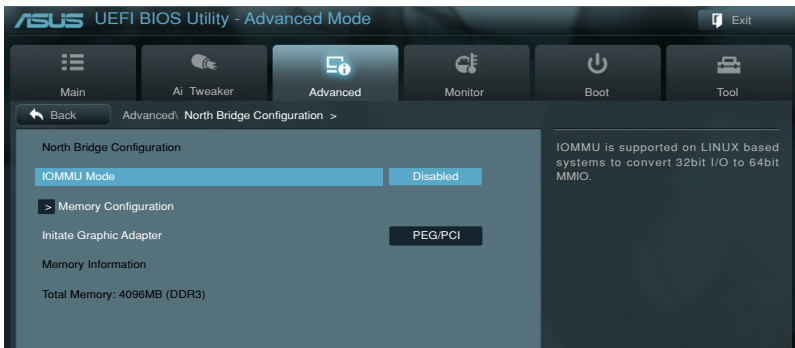 ASUS UEFI BIOS Utility - Advanced Mode
Exit
Main
Ai Tweaker
Advanced
Monitor
Boot
Tool
Back
Advanced\ North Bridge Configuration >
North Bridge Configuration
IOMMU Mode Disabled
> Memory Configuration
Initate Graphic Adapter PEG/PCI
Memory Information
Total Memory: 4096MB (DDR3)
IOMMU is supported on LINUX based
systems to convert 32bit I/O to 64bit
MMIO.